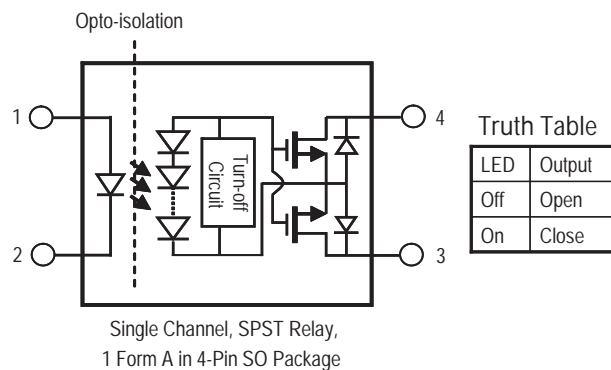 Opto-isolation
1
2
Turn-off
Circuit
4
3
Truth Table
LED Output
Off Open
On Close
Single Channel, SPST Relay,
1 Form A in 4-Pin SO Package